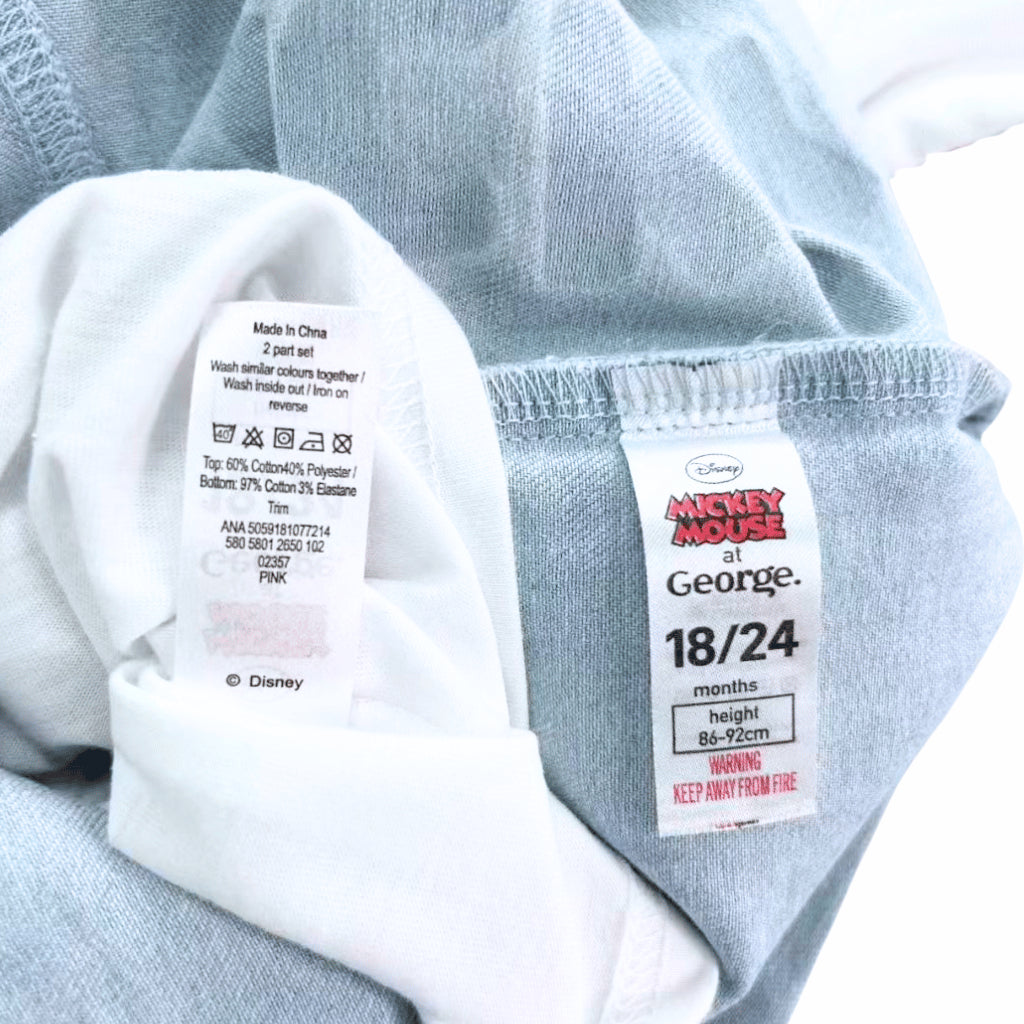 Made In Chna
2 part set
Wash similar colours together /
Wash inside out / Iron on
reverse
40
Top: 60% Cotton40% Polyester /
Bottom: 97% Cotton 3% Elastane
Trim
ANA 5059181077214
580 5801 2650 102
02357
PINK
© Disney
Disney
MICKEY
MOUSE
at
George.
18/24
months
height
86-92cm
WARNING
KEEP AWAY FROM FIRE